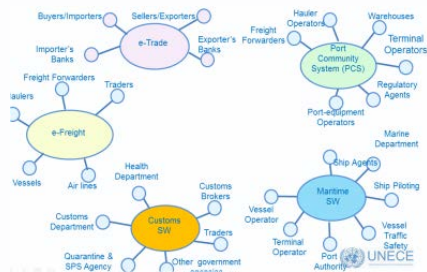 Buyers/Importers
Sellers/Exporters
e-Trade
Importer's
Banks
Exporter's
Banks
Hauler
Operators
Warehouses
Freight
Forwarders
Terminal
Operators
Port
Community
System (PCS)
Regulatory
Agents
Port-equipment
Operators
Freight Forwarders
Traders
aulers
e-Freight
Vessels
Air lines
Health
Department
Customs
Brokers
Customs
Department
Customs
SW
Traders
Quarantine &
SPS Agency
Other government
Marine
Department
Ship Agents
Ship Piloting
Maritime
SW
Vessel
Operator
Vessel
Traffic
Safety
Terminal
Operator
Port
Authority
UNECE